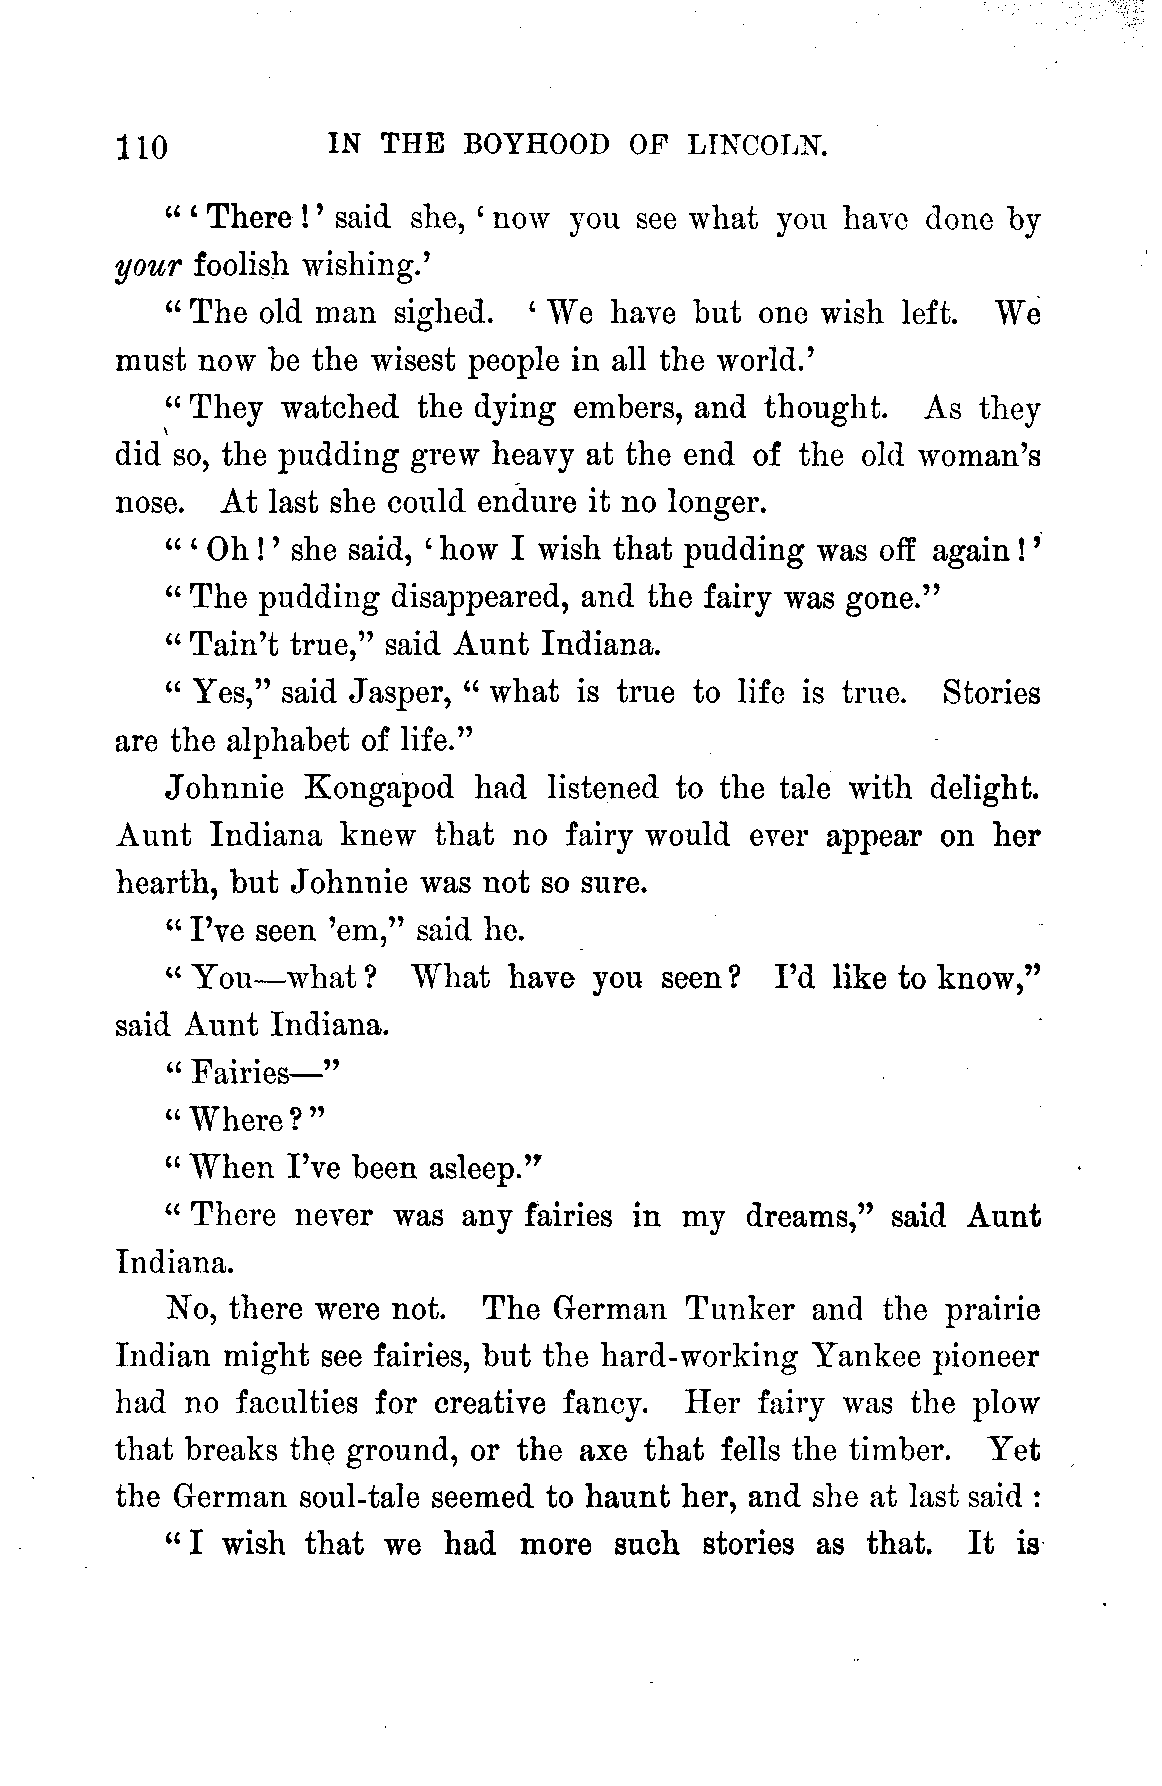 110 IN THE BOYHOOD OF LINCOLN.
“‘There!’ said she, ‘now you see what you have done by
your foolish wishing.’
“The old man sighed. ‘We have but one wish left. We
must now be the wisest people in all the world.’
“They watched the dying embers, and thought. As they
did so, the pudding grew heavy at the end of the old woman’s
nose. At last she could endure it no longer.
“‘Oh!’ she said, ‘how I wish that pudding was off again!’
“The pudding disappeared, and the fairy was gone.”
“Tain’t true,” said Aunt Indiana.
“Yes,” said Jasper, “what is true to life is true. Stories
are the alphabet of life.”
Johnnie Kongapod had listened to the tale with delight.
Aunt Indiana knew that no fairy would ever appear on her
hearth, but Johnnie was not so sure.
“I’ve seen ’em,” said he.
“You—what? What have you seen? I’d like to know,”
said Aunt Indiana.
“Fairies—”
“Where?”
“When I’ve been asleep.”
“There never was any fairies in my dreams,” said Aunt
Indiana.
No, there were not. The German Tunker and the prairie
Indian might see fairies, but the hard-working Yankee pioneer
had no faculties for creative fancy. Her fairy was the plow
that breaks the ground, or the axe that fells the timber. Yet
the German soul-tale seemed to haunt her, and she at last said:
“I wish that we had more such stories as that. It is